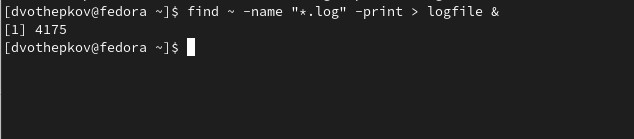 [dvothepkov@fedora ~]$ find ~ -name "*.log" -print > logfile &
[1] 4175
[dvothepkov@fedora ~]$